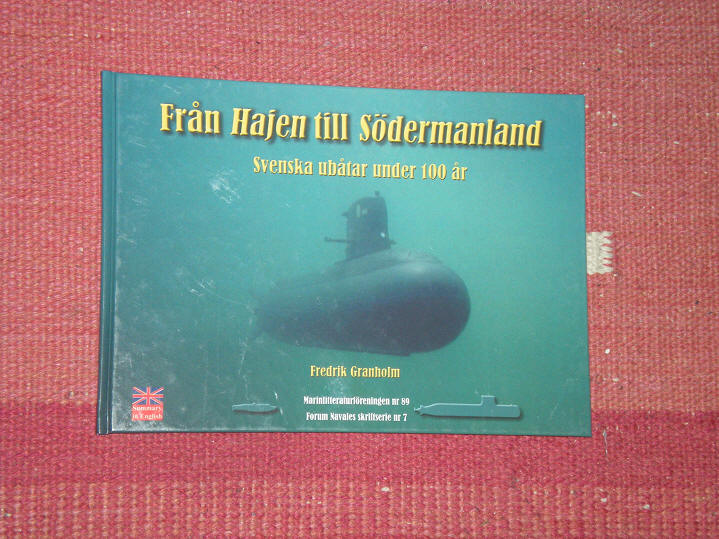 Från Hajen till Södermanland
Svenska ubåtar under 100 år
Fredrik Granholm
Marinlitteraturföreningen nr 89
Forum Navales skriftserie nr 7
Summary
in English